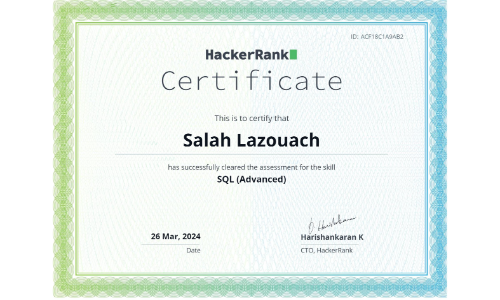 ID: ACF18C1A9AB2
HackerRank
Certificate
This is to certify that
Salah Lazouach
has successfully cleared the assessment for the skill
SQL (Advanced)
26 Mar, 2024
Date
Harishankaran K
CTO, HackerRank